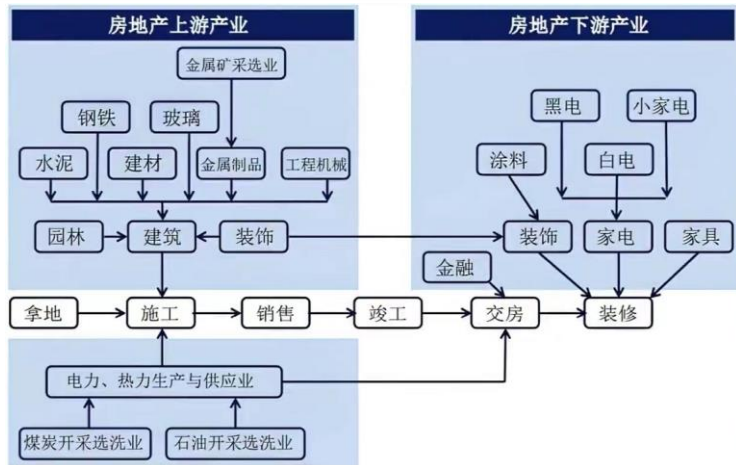 房地产上游产业
房地产下游产业
金属矿采选业
钢铁
玻璃
黑电
小家电
水泥
建材
金属制品
工程机械
涂料
白电
园林
建筑
装饰
装饰
家电
家具
金融
拿地
施工
销售
竣工
交房
装修
电力、热力生产与供应业
煤炭开采选洗业
石油开采选洗业